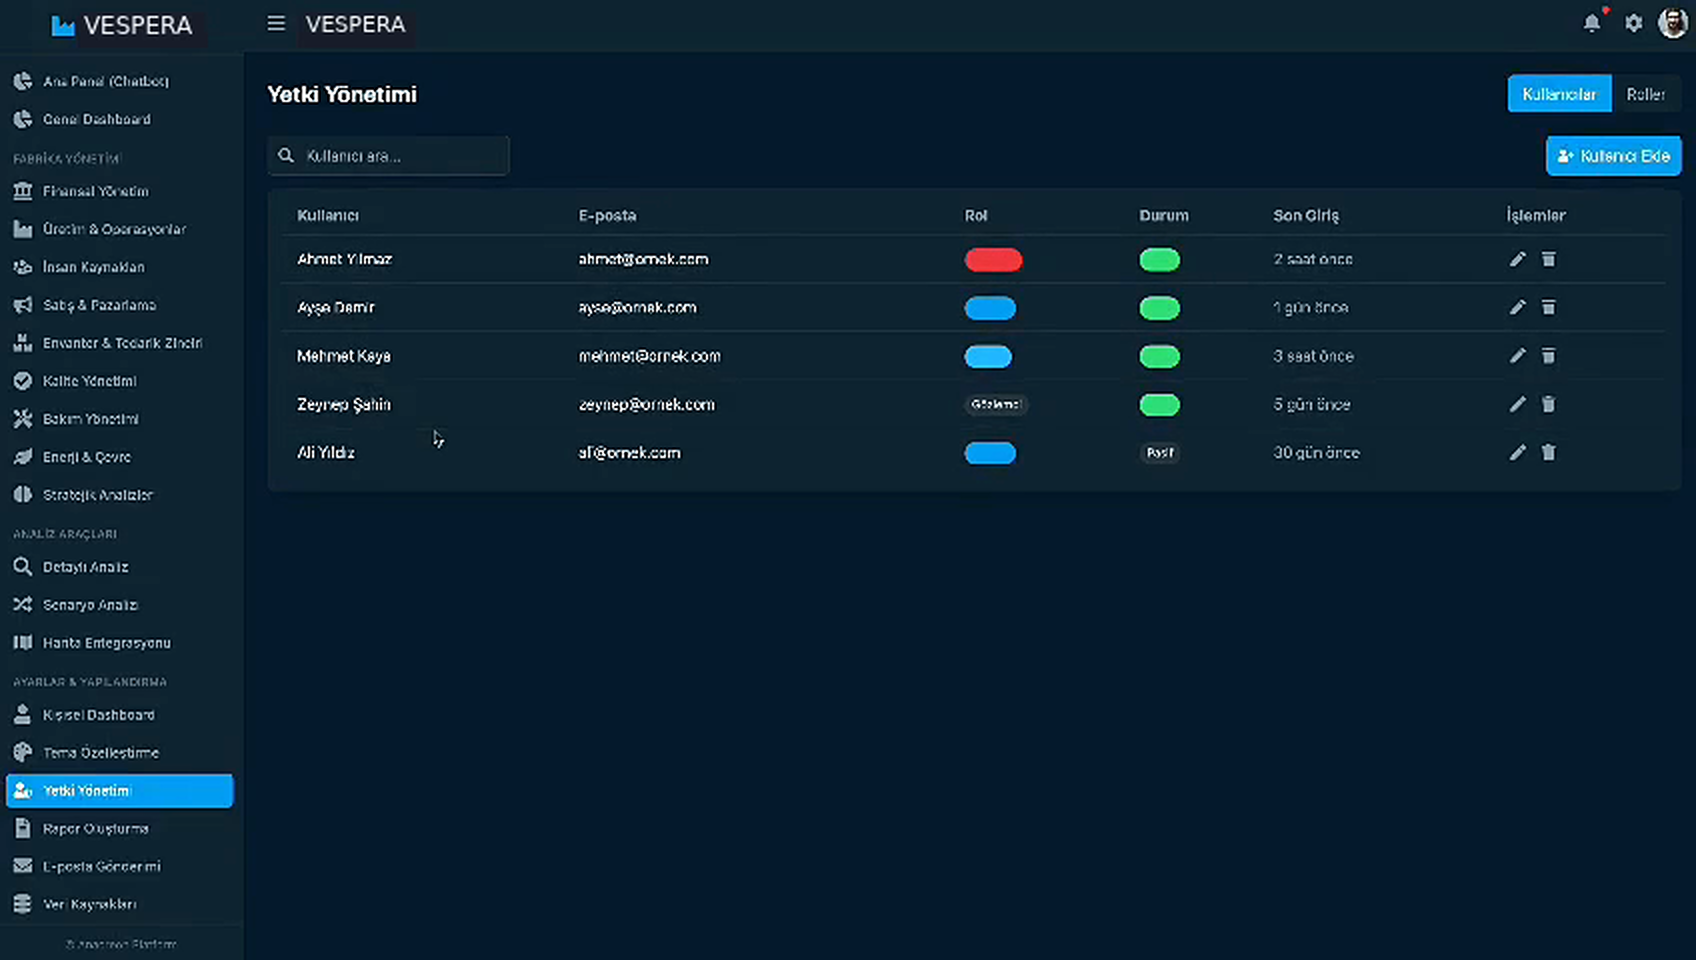 VESPERA
VESPERA
Ana Panel (Chatbot)
Genel Dashboard
FABRİKA YÖNETİMİ
Finansal Yönetim
Üretim & Operasyonlar
İnsan Kaynakları
Satış & Pazarlama
Envanter & Tedarik Zinciri
Kalite Yönetimi
Bakım Yönetimi
Enerji & Çevre
Stratejik Analizler
ANALİZ ARAÇLARI
Detaylı Analiz
Senaryo Analizi
Harita Entegrasyonu
AYARLAR & YAPILANDIRMA
Kişisel Dashboard
Tema Özelleştirme
Yetki Yönetimi
Rapor Oluşturma
E-posta Gönderimi
Veri Kaynakları
© Anacreon Platform
Yetki Yönetimi
Kullanıcılar Roller
Kullanıcı ara...
Kullanıcı Ekle
Kullanıcı E-posta Rol Durum Son Giriş İşlemler
Ahmet Yılmaz ahmet@ornek.com 2 saat önce
Ayşe Demir ayse@ornek.com 1 gün önce
Mehmet Kaya mehmet@ornek.com 3 saat önce
Zeynep Şahin zeynep@ornek.com Gözlemci 5 gün önce
Ali Yıldız ali@ornek.com Pasif 30 gün önce